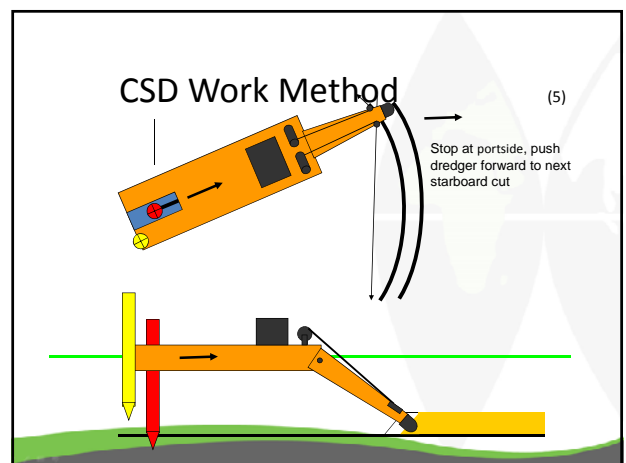 CSD Work Method
(5)
Stop at portside, push
dredger forward to next
starboard cut